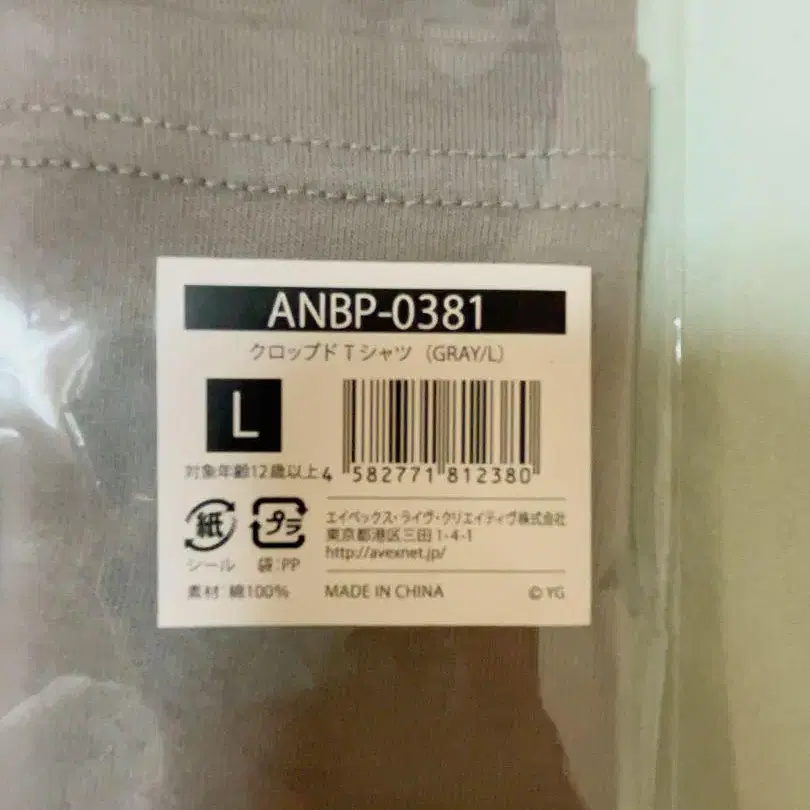 ANBP-0381
クロップドTシャツ（GRAY/L）
L
対象年齢12歳以上
4 582771 812380
紙
シール
プラ
袋:PP
エイベックス・ライヴ・クリエイティヴ株式会社
東京都港区三田1-4-1
http://avexnet.jp/
素材:綿100%
MADE IN CHINA
© YG